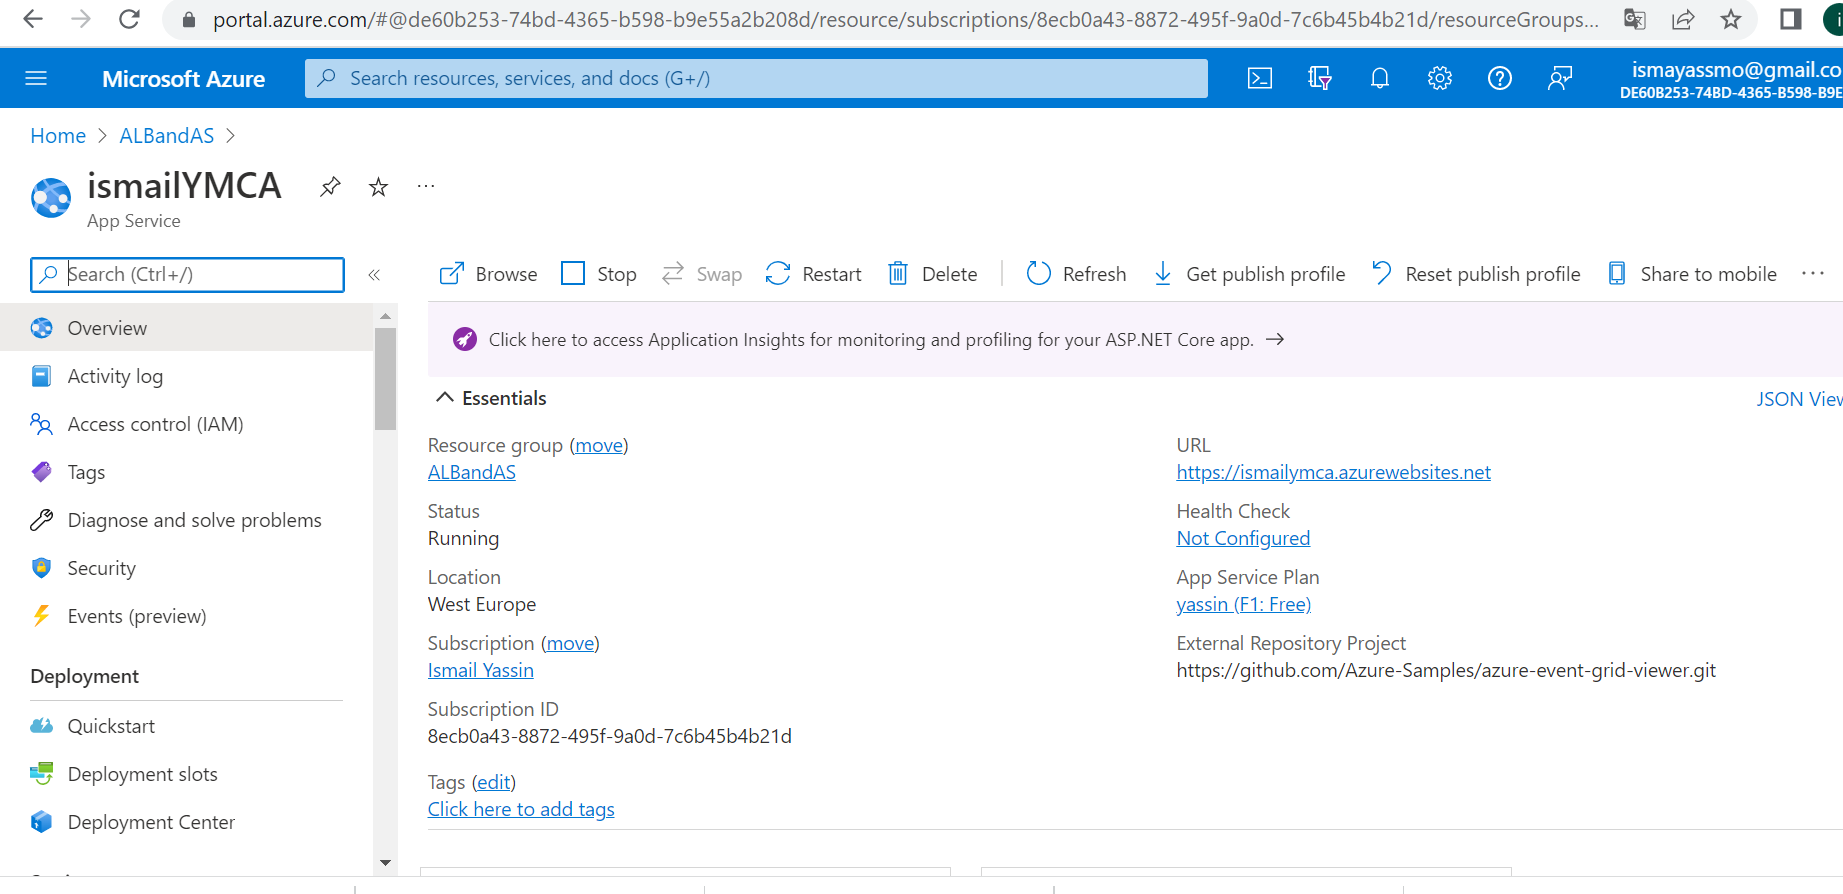 portal.azure.com/#@de60b253-74bd-4365-b598-b9e55a2b208d/resource/subscriptions/8ecb0a43-8872-495f-9a0d-7c6b45b4b21d/resourceGroups...
Microsoft Azure
Search resources, services, and docs (G+/)
ismayassmo@gmail.co
DE60B253-74BD-4365-B598-B9E
Home > ALBandAS >
ismailYMCA
App Service
Search (Ctrl+/)
«
Browse Stop Swap Restart Delete Refresh Get publish profile Reset publish profile Share to mobile ...
Overview
Activity log
Access control (IAM)
Tags
Diagnose and solve problems
Security
Events (preview)
Deployment
Quickstart
Deployment slots
Deployment Center
Click here to access Application Insights for monitoring and profiling for your ASP.NET Core app. →
Essentials
JSON View
Resource group (move)
ALBandAS
Status
Running
Location
West Europe
Subscription (move)
Ismail Yassin
Subscription ID
8ecb0a43-8872-495f-9a0d-7c6b45b4b21d
Tags (edit)
Click here to add tags
URL
https://ismailymca.azurewebsites.net
Health Check
Not Configured
App Service Plan
yassin (F1: Free)
External Repository Project
https://github.com/Azure-Samples/azure-event-grid-viewer.git